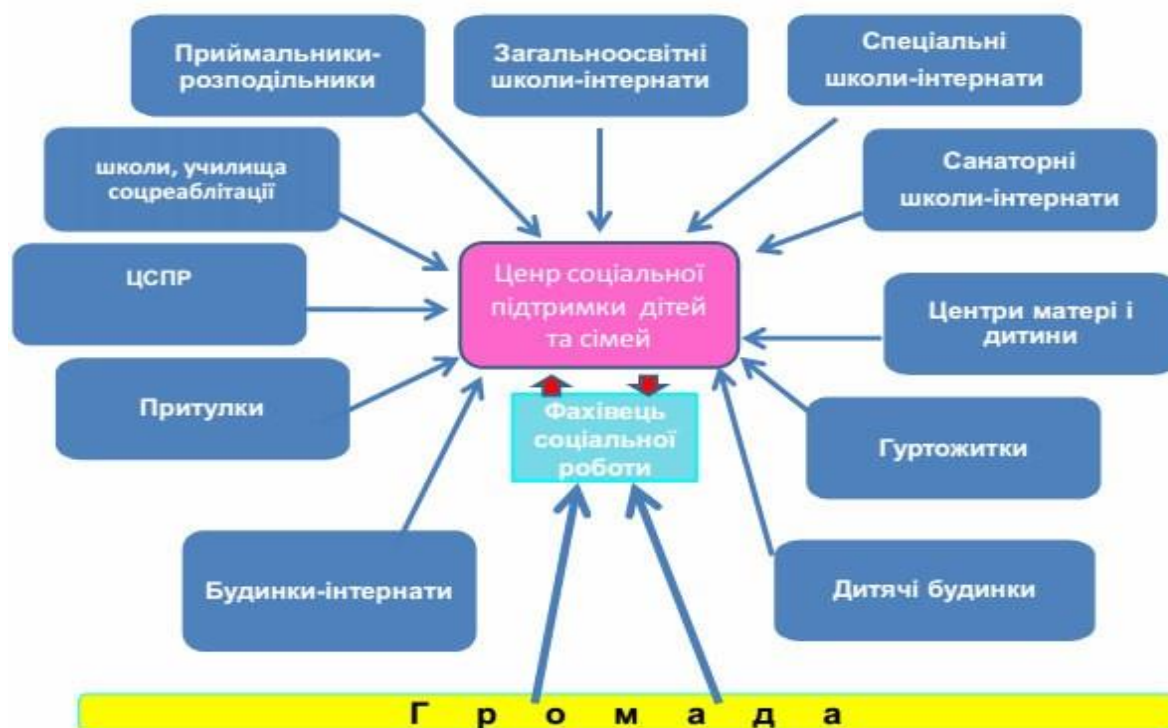 Приймальники-
розподільники
Загальноосвітні
школи-інтернати
Спеціальні
школи-інтернати
школи, училища
соцреаблітації
Санаторні
школи-інтернати
ЦСПР
Ценр соціальної
підтримки дітей
та сімей
Центри матері і
дитини
Притулки
Фахівець
соціальної
роботи
Гуртожитки
Будинки-інтернати
Дитячі будинки
Г р о м а д а